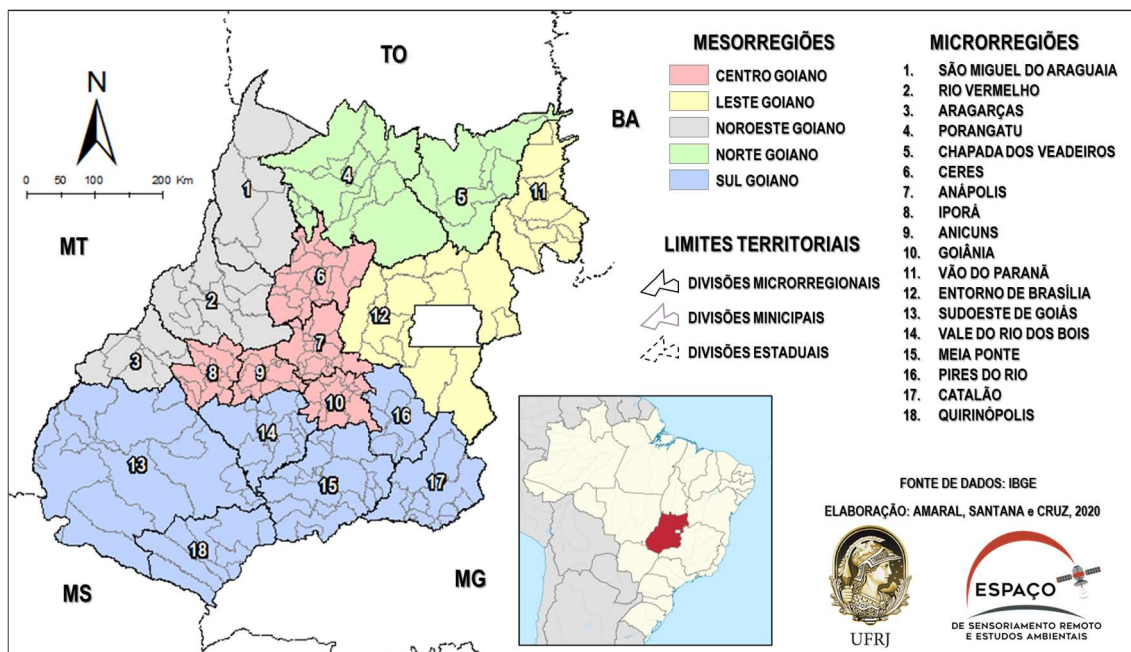 TO
BA
MT
MS
MG
N
0 50 100 200 Km
1
2
3
4
5
6
7
8
9
10
11
12
13
14
15
16
17
18
MESORREGIÕES
CENTRO GOIANO
LESTE GOIANO
NOROESTE GOIANO
NORTE GOIANO
SUL GOIANO
LIMITES TERRITORIAIS
DIVISÕES MICRORREGIONAIS
DIVISÕES MINICIPAIS
DIVISÕES ESTADUAIS
MICRORREGIÕES
1. SÃO MIGUEL DO ARAGUAIA
2. RIO VERMELHO
3. ARAGARÇAS
4. PORANGATU
5. CHAPADA DOS VEADEIROS
6. CERES
7. ANÁPOLIS
8. IPORÁ
9. ANICUNS
10. GOIÂNIA
11. VÃO DO PARANÃ
12. ENTORNO DE BRASÍLIA
13. SUDOESTE DE GOIÁS
14. VALE DO RIO DOS BOIS
15. MEIA PONTE
16. PIRES DO RIO
17. CATALÃO
18. QUIRINÓPOLIS
FONTE DE DADOS: IBGE
ELABORAÇÃO: AMARAL, SANTANA e CRUZ, 2020
UFRJ
ESPAÇO
DE SENSORIAMENTO REMOTO
E ESTUDOS AMBIENTAIS